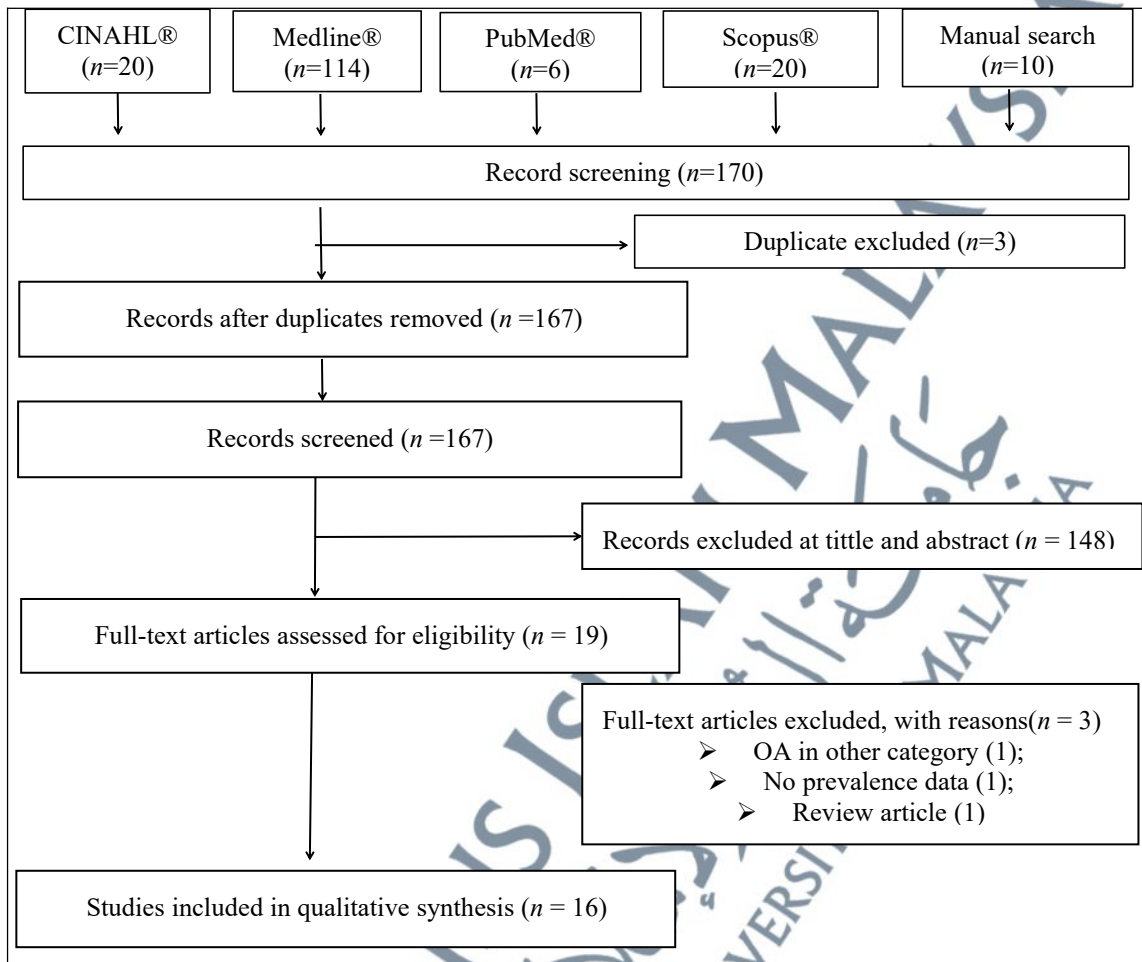 CINAHL®
(n=20)
Medline®
(n=114)
PubMed®
(n=6)
Scopus®
(n=20)
Manual search
(n=10)
Record screening (n=170)
Duplicate excluded (n=3)
Records after duplicates removed (n =167)
Records screened (n =167)
Records excluded at tittle and abstract (n = 148)
Full-text articles assessed for eligibility (n = 19)
Full-text articles excluded, with reasons(n = 3)
➢ OA in other category (1);
➢ No prevalence data (1);
➢ Review article (1)
Studies included in qualitative synthesis (n = 16)